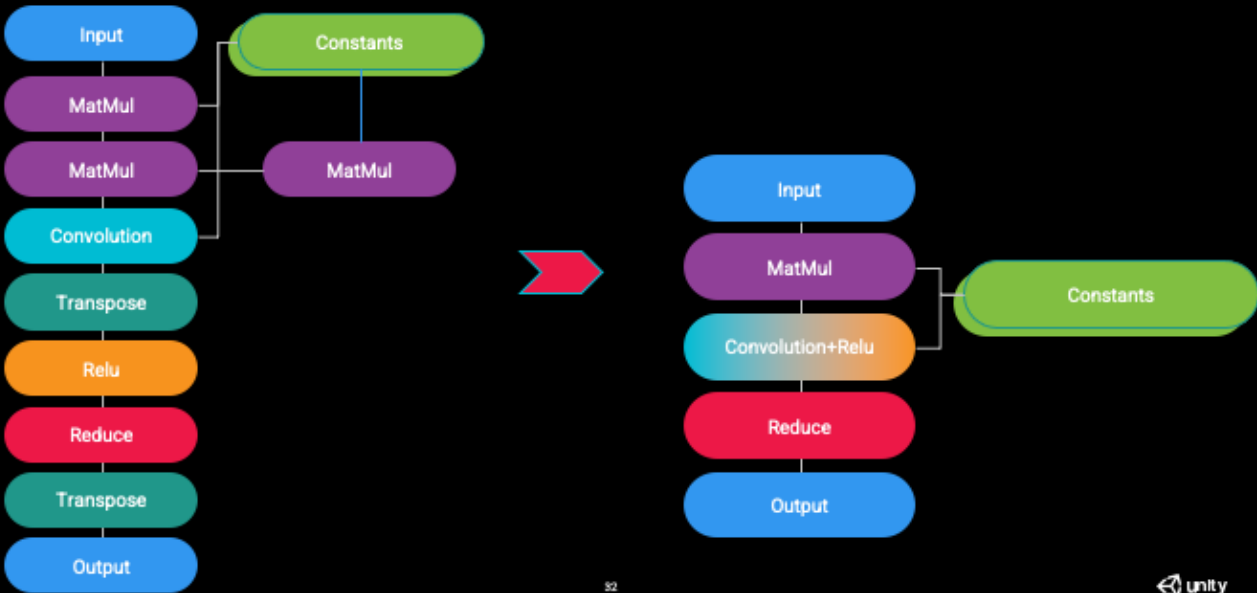 Input
MatMul
MatMul
Convolution
Transpose
Relu
Reduce
Transpose
Output
Constants
MatMul
Input
MatMul
Convolution+Relu
Reduce
Output
Constants
32
unity